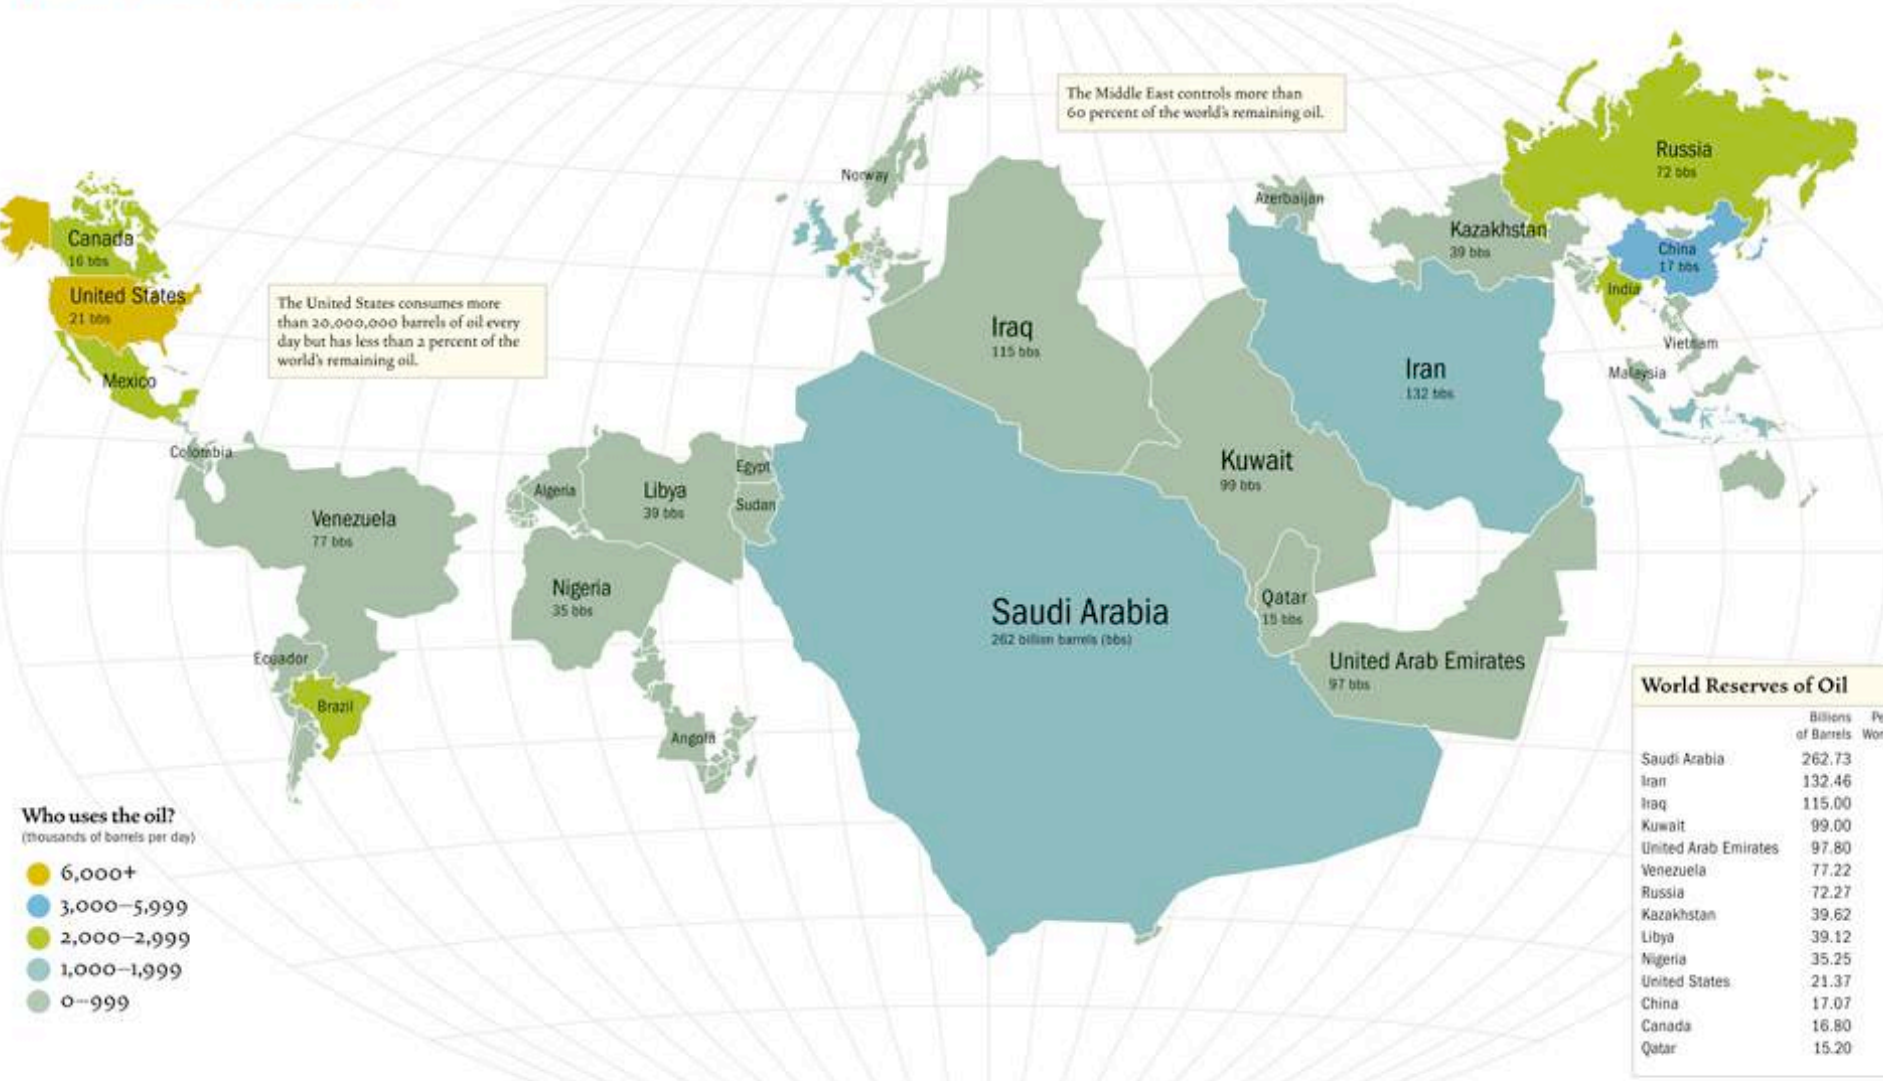 The Middle East controls more than
60 percent of the world's remaining oil.
Russia
72 bbs
Norway
Azerbaijan
Kazakhstan
39 bbs
Canada
16 bbs
China
17 bbs
United States
21 bbs
India
The United States consumes more
than 20,000,000 barrels of oil every
day but has less than 2 percent of the
world's remaining oil.
Iraq
115 bbs
Vietnam
Iran
132 bbs
Malaysia
Mexico
Colombia
Kuwait
99 bbs
Egypt
Algeria
Libya
39 bbs
Sudan
Venezuela
77 bbs
Nigeria
35 bbs
Qatar
15 bbs
Saudi Arabia
262 billion barrels (bbs)
Ecuador
United Arab Emirates
97 bbs
Brazil
Angola
Who uses the oil?
(thousands of barrels per day)
6,000+
3,000–5,999
2,000–2,999
1,000–1,999
0–999
World Reserves of Oil
Billions
of Barrels
Saudi Arabia 262.73
Iran 132.46
Iraq 115.00
Kuwait 99.00
United Arab Emirates 97.80
Venezuela 77.22
Russia 72.27
Kazakhstan 39.62
Libya 39.12
Nigeria 35.25
United States 21.37
China 17.07
Canada 16.80
Qatar 15.20